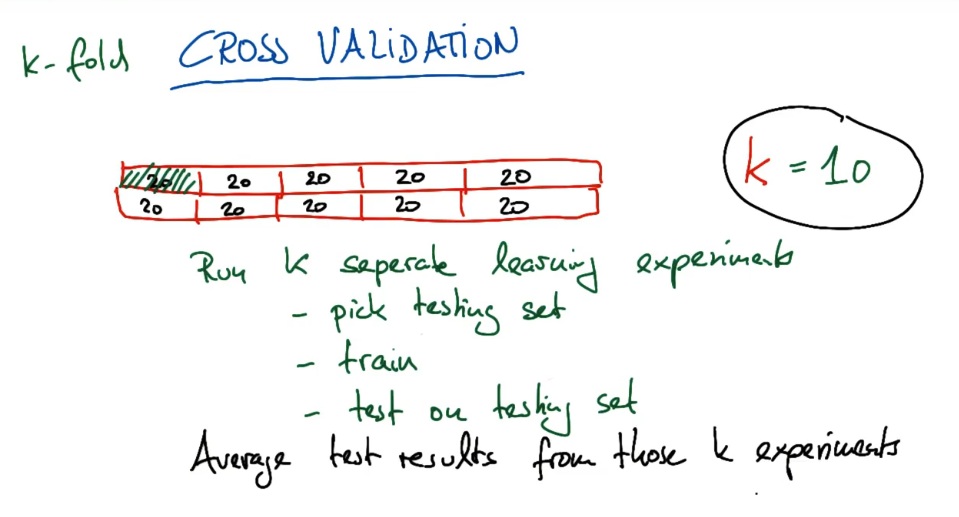 k-fold CROSS VALIDATION
20 20 20 20 20
20 20 20 20 20
k = 10
Run k seperate learning experiments
- pick testing set
- train
- test on testing set
Average test results from those k experiments